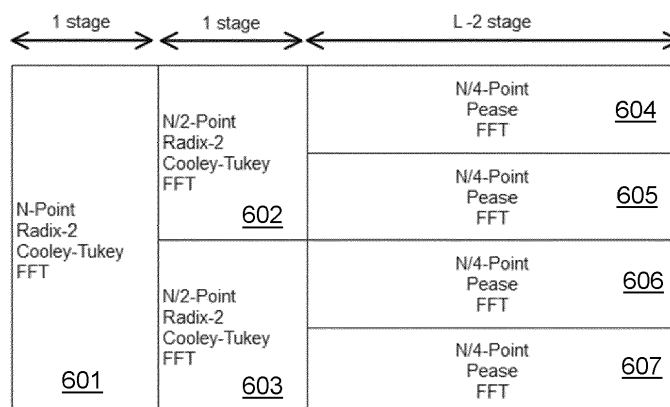 1 stage
1 stage
L-2 stage
N-Point
Radix-2
Cooley-Tukey
FFT
601
N/2-Point
Radix-2
Cooley-Tukey
FFT
602
N/2-Point
Radix-2
Cooley-Tukey
FFT
603
N/4-Point
Pease
FFT
604
N/4-Point
Pease
FFT
605
N/4-Point
Pease
FFT
606
N/4-Point
Pease
FFT
607